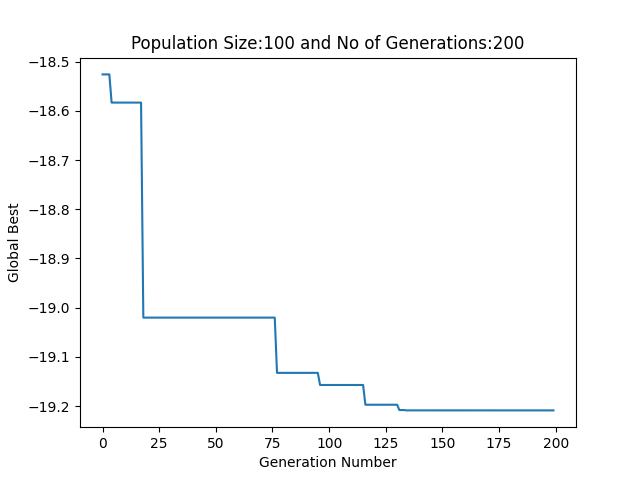 Population Size:100 and No of Generations:200
−18.5
−18.6
−18.7
−18.8
−18.9
−19.0
−19.1
−19.2
Global Best
0 25 50 75 100 125 150 175 200
Generation Number